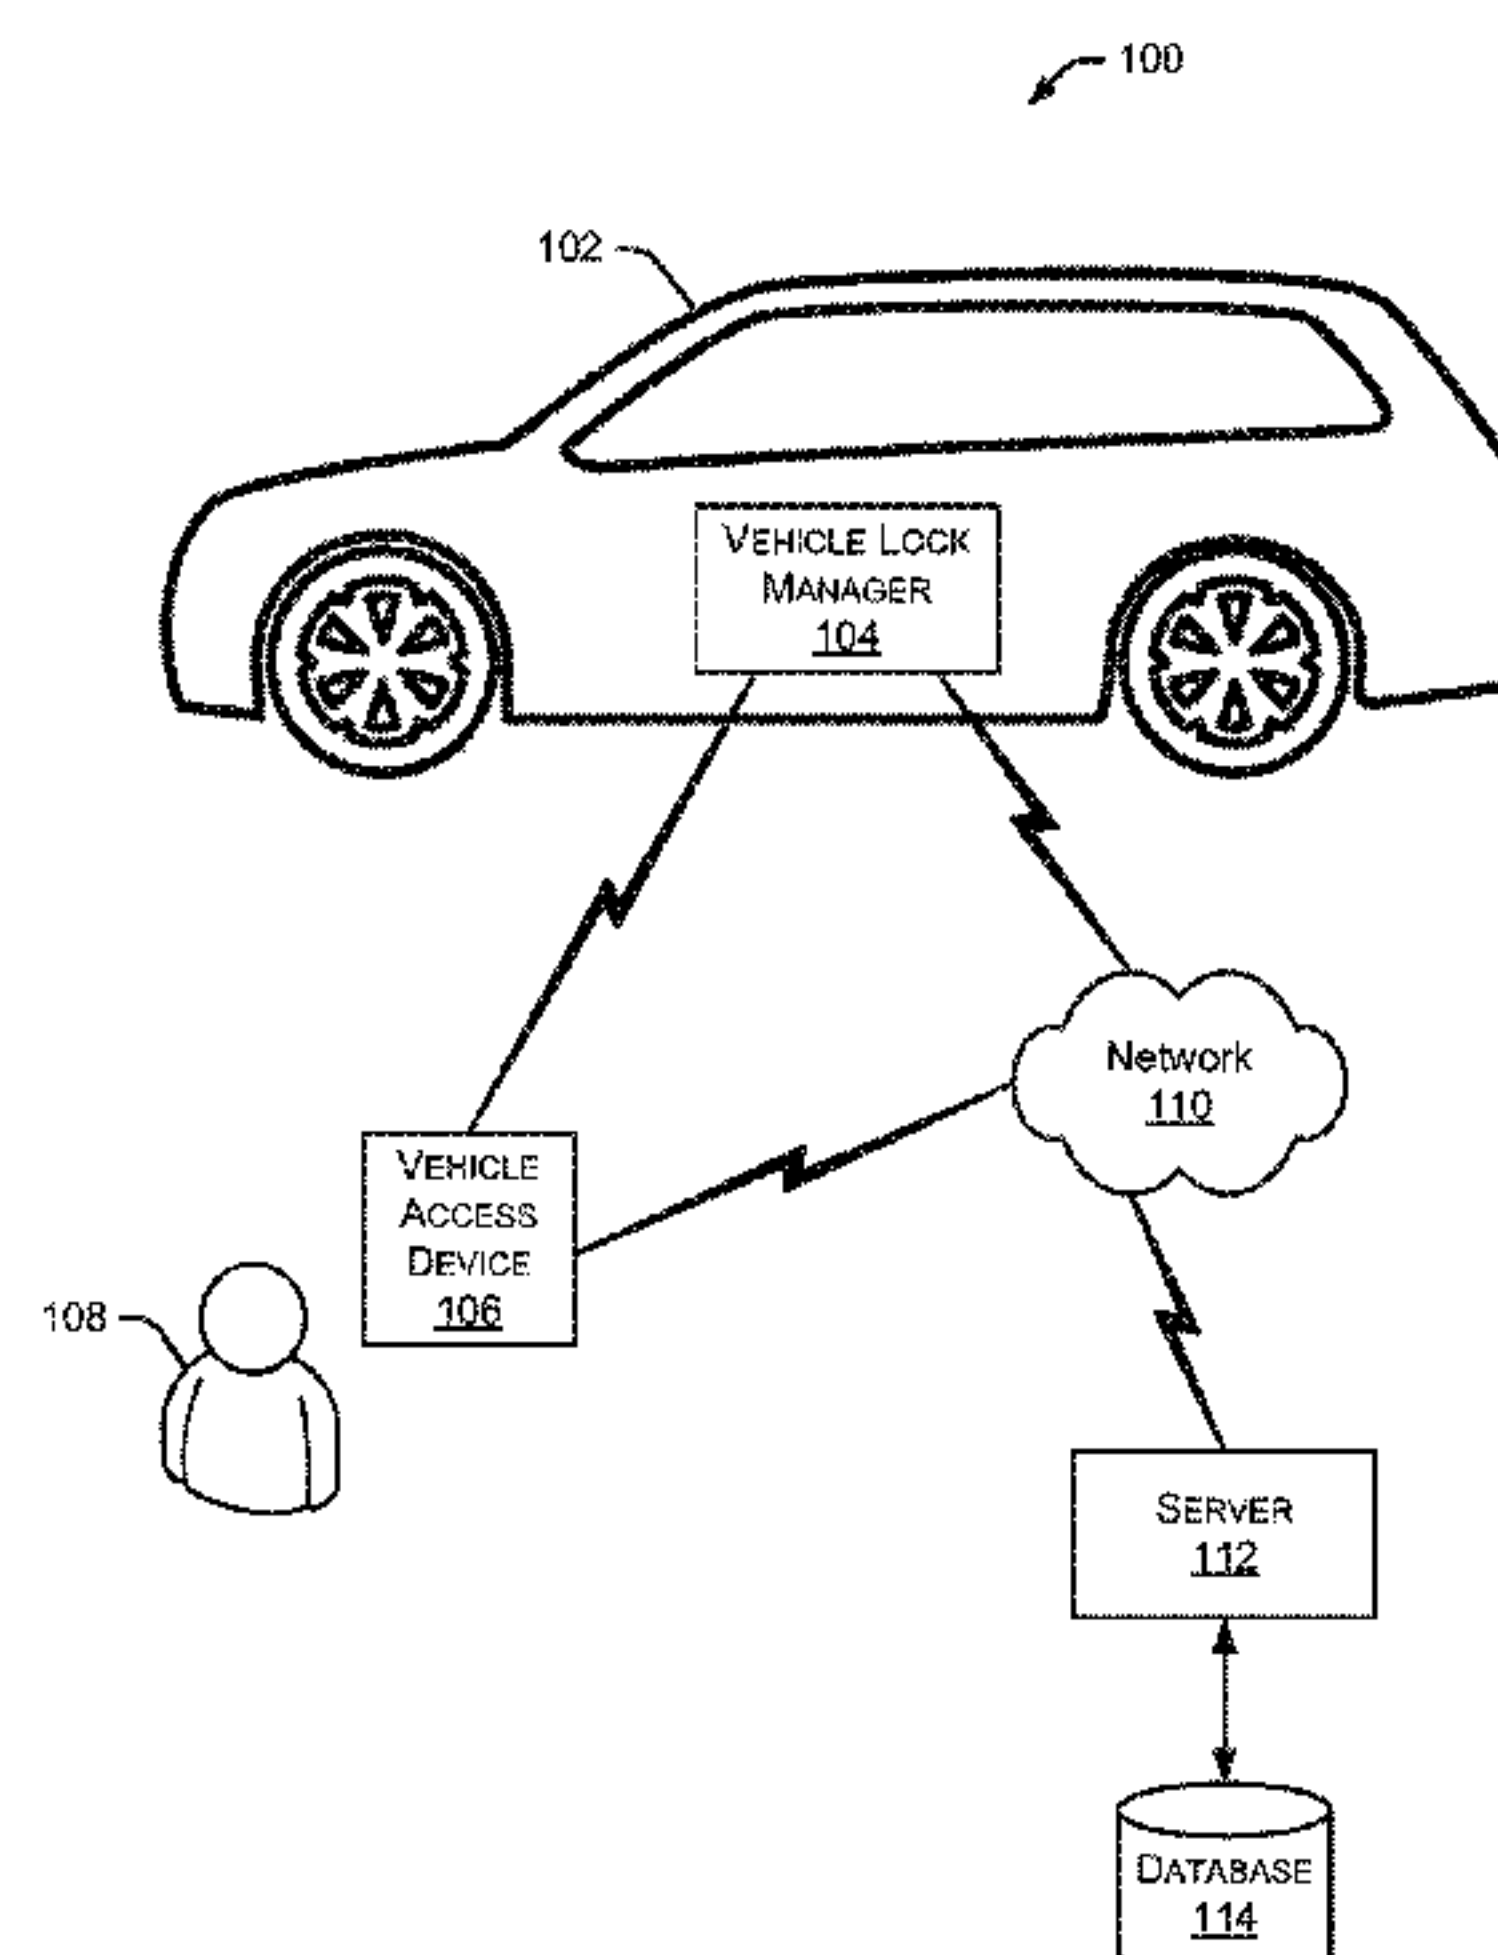 100
102
VEHICLE LOCK
MANAGER
104
Network
110
VEHICLE
ACCESS
DEVICE
106
108
SERVER
112
DATABASE
114